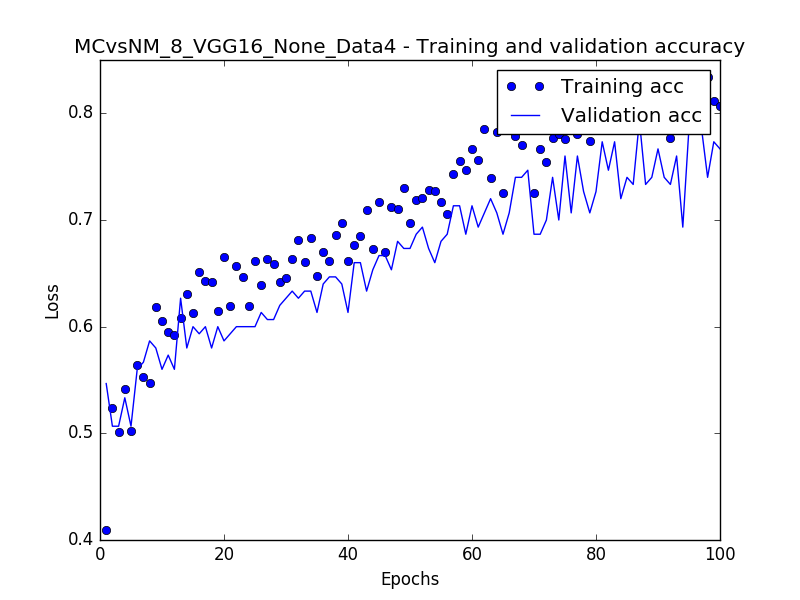 MCvsNM_8_VGG16_None_Data4 - Training and validation accuracy
Training acc
Validation acc
0.8
0.7
0.6
0.5
0.4
Loss
0 20 40 60 80 100
Epochs